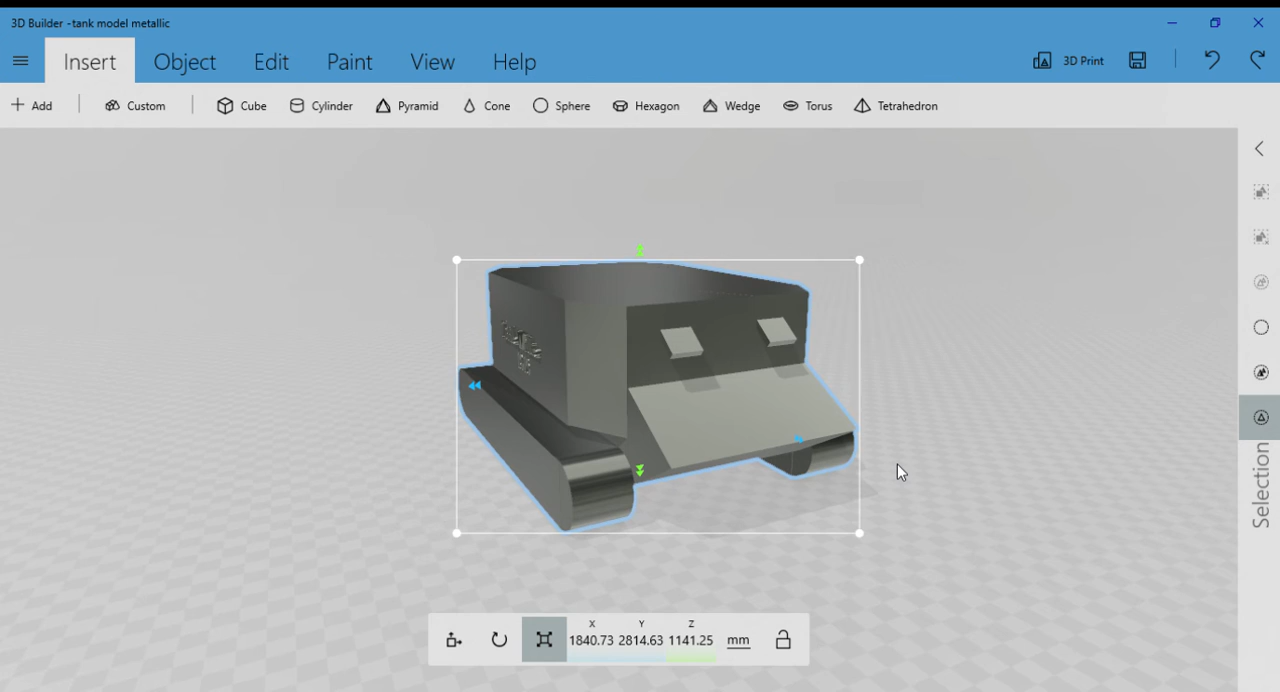 3D Builder -tank model metallic
Insert Object Edit Paint View Help 3D Print
Add Custom Cube Cylinder Pyramid Cone Sphere Hexagon Wedge Torus Tetrahedron
Selection
X Y Z
1840.73 2814.63 1141.25 mm